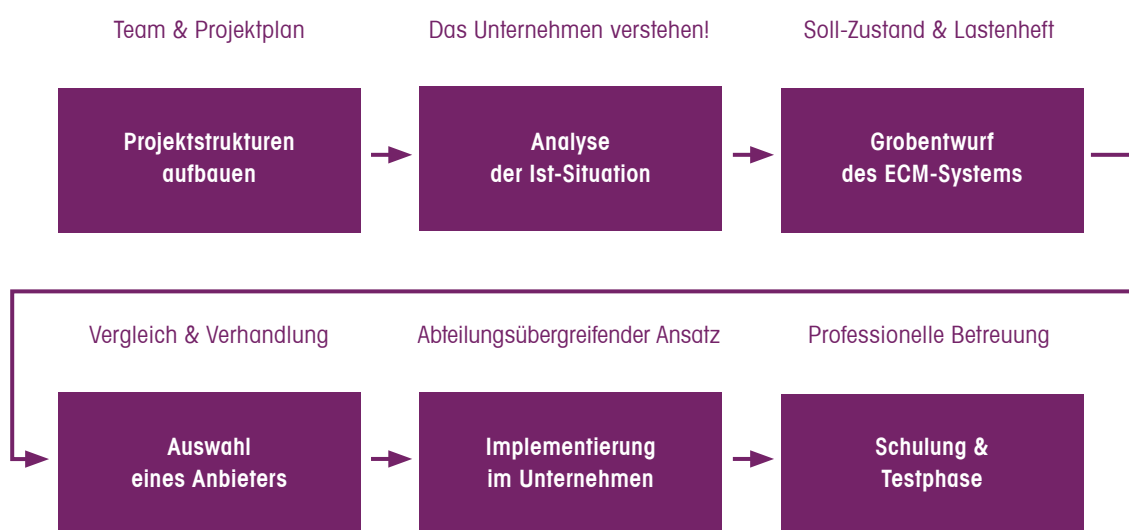 Team & Projektplan
Das Unternehmen verstehen!
Soll-Zustand & Lastenheft
Projektstrukturen
aufbauen
Analyse
der Ist-Situation
Grobentwurf
des ECM-Systems
Vergleich & Verhandlung
Abteilungsübergreifender Ansatz
Professionelle Betreuung
Auswahl
eines Anbieters
Implementierung
im Unternehmen
Schulung &
Testphase